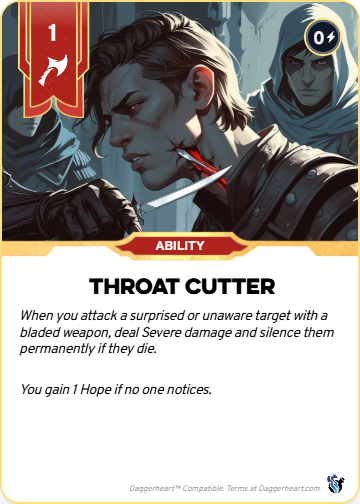 1
0
ABILITY
THROAT CUTTER
When you attack a surprised or unaware target with a
bladed weapon, deal Severe damage and silence them
permanently if they die.
You gain 1 Hope if no one notices.
Daggerheart™ Compatible. Terms at Daggerheart.com